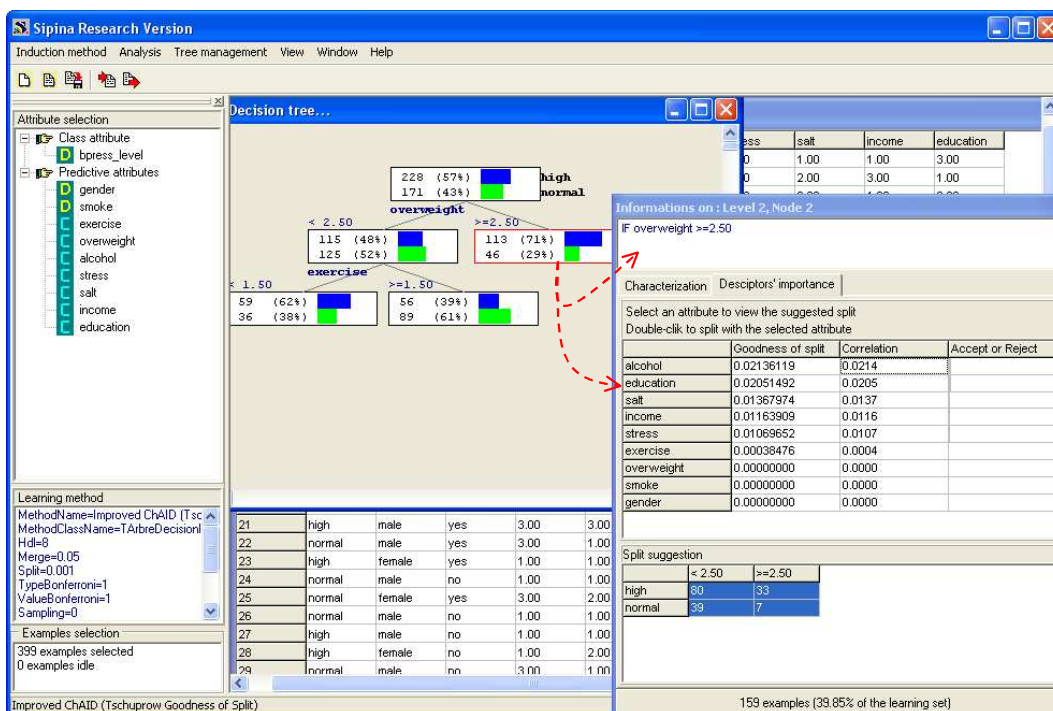 Sipina Research Version
Induction method Analysis Tree management View Window Help
Attribute selection
Class attribute
D bpress_level
Predictive attributes
D gender
D smoke
C exercise
C overweight
C alcohol
C stress
C salt
C income
C education
Learning method
MethodName=Improved ChAID (Tsc
MethodClassName=TArbreDecisionI
Hdl=8
Merge=0.05
Split=0.001
TypeBonferroni=1
ValueBonferroni=1
Sampling=0
Examples selection
399 examples selected
0 examples idle
Improved ChAID (Tschuprow Goodness of Split)
Decision tree...
228 (57%) high
171 (43%) normal
overweight
< 2.50 >=2.50
115 (48%) 113 (71%)
125 (52%) 46 (29%)
exercise
< 1.50 >=1.50
59 (62%) 56 (39%)
36 (38%) 89 (61%)
ess salt income education
0 1.00 1.00 3.00
0 2.00 3.00 1.00
21 high male yes 3.00 3.00
22 normal male yes 3.00 1.00
23 high female yes 1.00 1.00
24 normal male no 1.00 1.00
25 normal female yes 3.00 2.00
26 normal male no 1.00 1.00
27 high male no 1.00 1.00
28 high female no 1.00 2.00
29 normal male no 3.00 1.00
Informations on : Level 2, Node 2
IF overweight >=2.50
Characterization Desciptors' importance
Select an attribute to view the suggested split
Double-clik to split with the selected attribute
Goodness of split Correlation Accept or Reject
alcohol 0.02136119 0.0214
education 0.02051492 0.0205
salt 0.01367974 0.0137
income 0.01163909 0.0116
stress 0.01069652 0.0107
exercise 0.00038476 0.0004
overweight 0.00000000 0.0000
smoke 0.00000000 0.0000
gender 0.00000000 0.0000
Split suggestion
< 2.50 >=2.50
high 80 33
normal 39 7
159 examples (39.85% of the learning set)